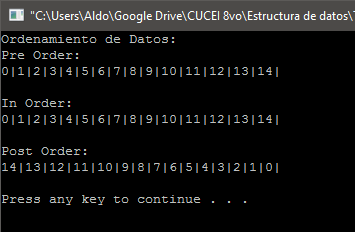 "C:\Users\Aldo\Google Drive\CUCEI 8vo\Estructura de datos\
Ordenamiento de Datos:
Pre Order:
0|1|2|3|4|5|6|7|8|9|10|11|12|13|14|
In Order:
0|1|2|3|4|5|6|7|8|9|10|11|12|13|14|
Post Order:
14|13|12|11|10|9|8|7|6|5|4|3|2|1|0|
Press any key to continue . . .